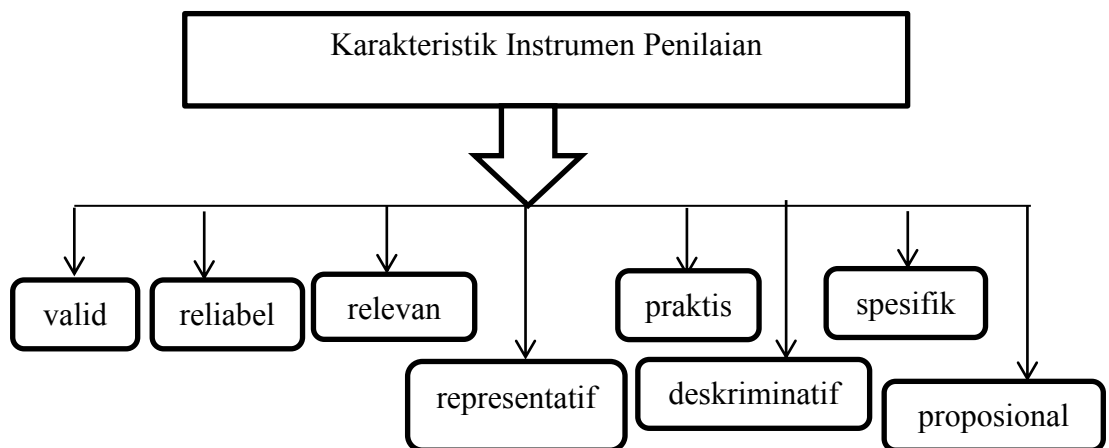 Karakteristik Instrumen Penilaian
valid
reliabel
relevan
representatif
praktis
deskriminatif
spesifik
proposional